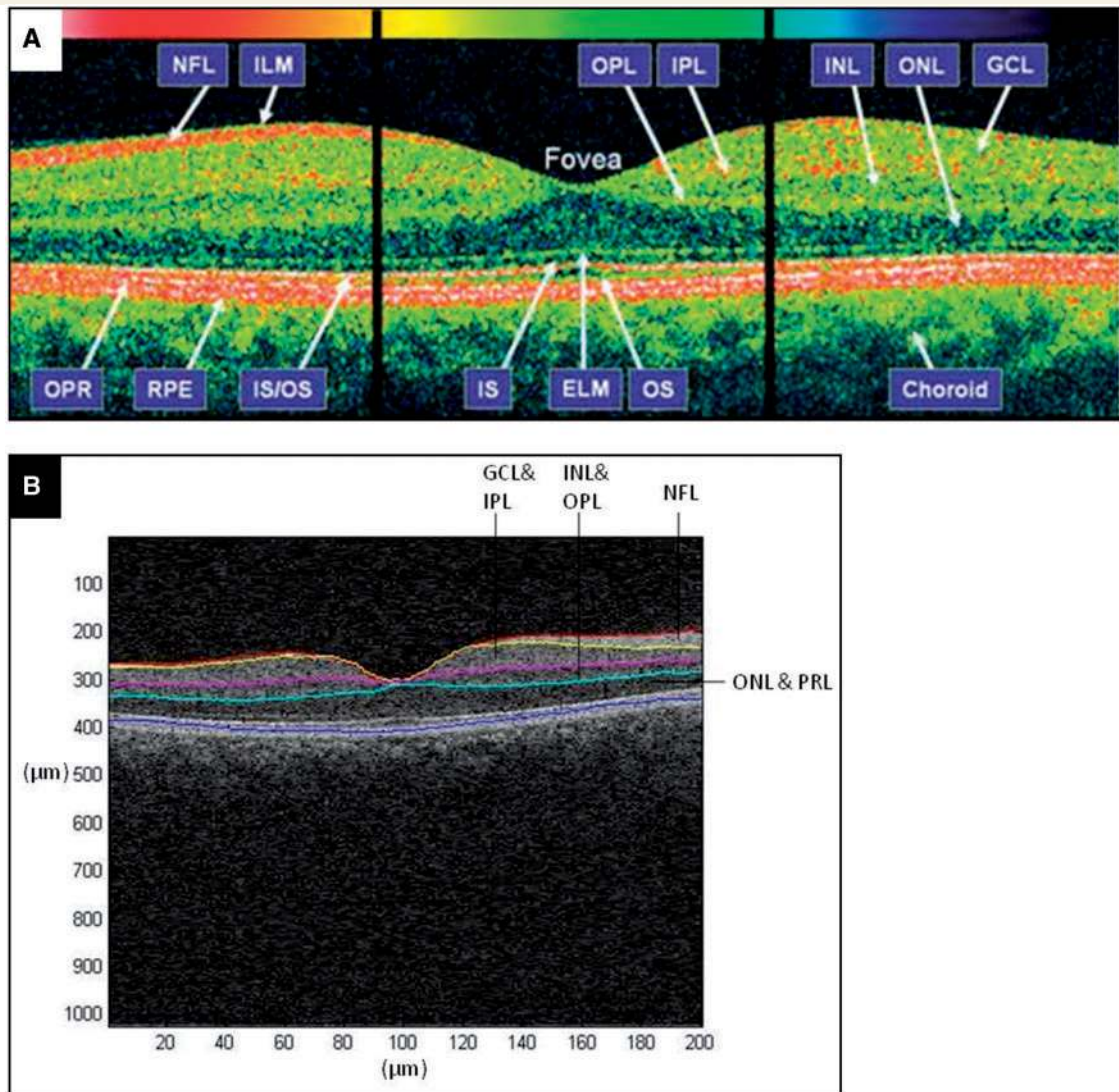 A
NFL ILM OPL IPL INL ONL GCL
Fovea
OPR RPE IS/OS IS ELM OS Choroid
B
GCL& INL& NFL
IPL OPL
100
200
300
ONL & PRL
400
(µm) 500
600
700
800
900
1000
20 40 60 80 100 120 140 160 180 200
(µm)